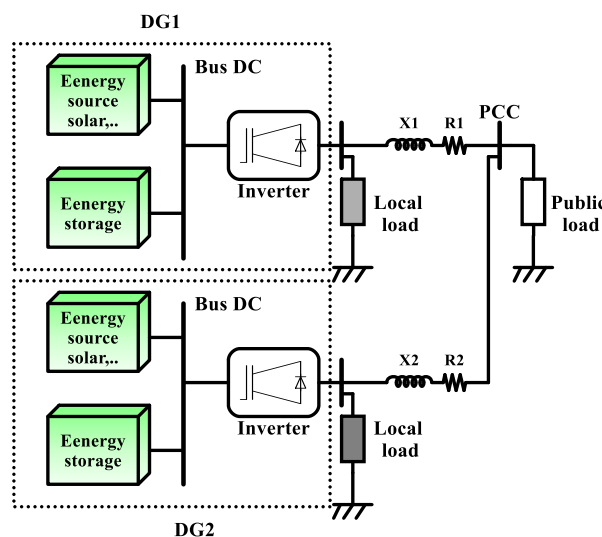 DG1
Eenergy
source
solar,..
Bus DC
Inverter
Eenergy
storage
X1
R1
PCC
Local
load
Public
load
Eenergy
source
solar,..
Bus DC
Inverter
Eenergy
storage
X2
R2
Local
load
DG2